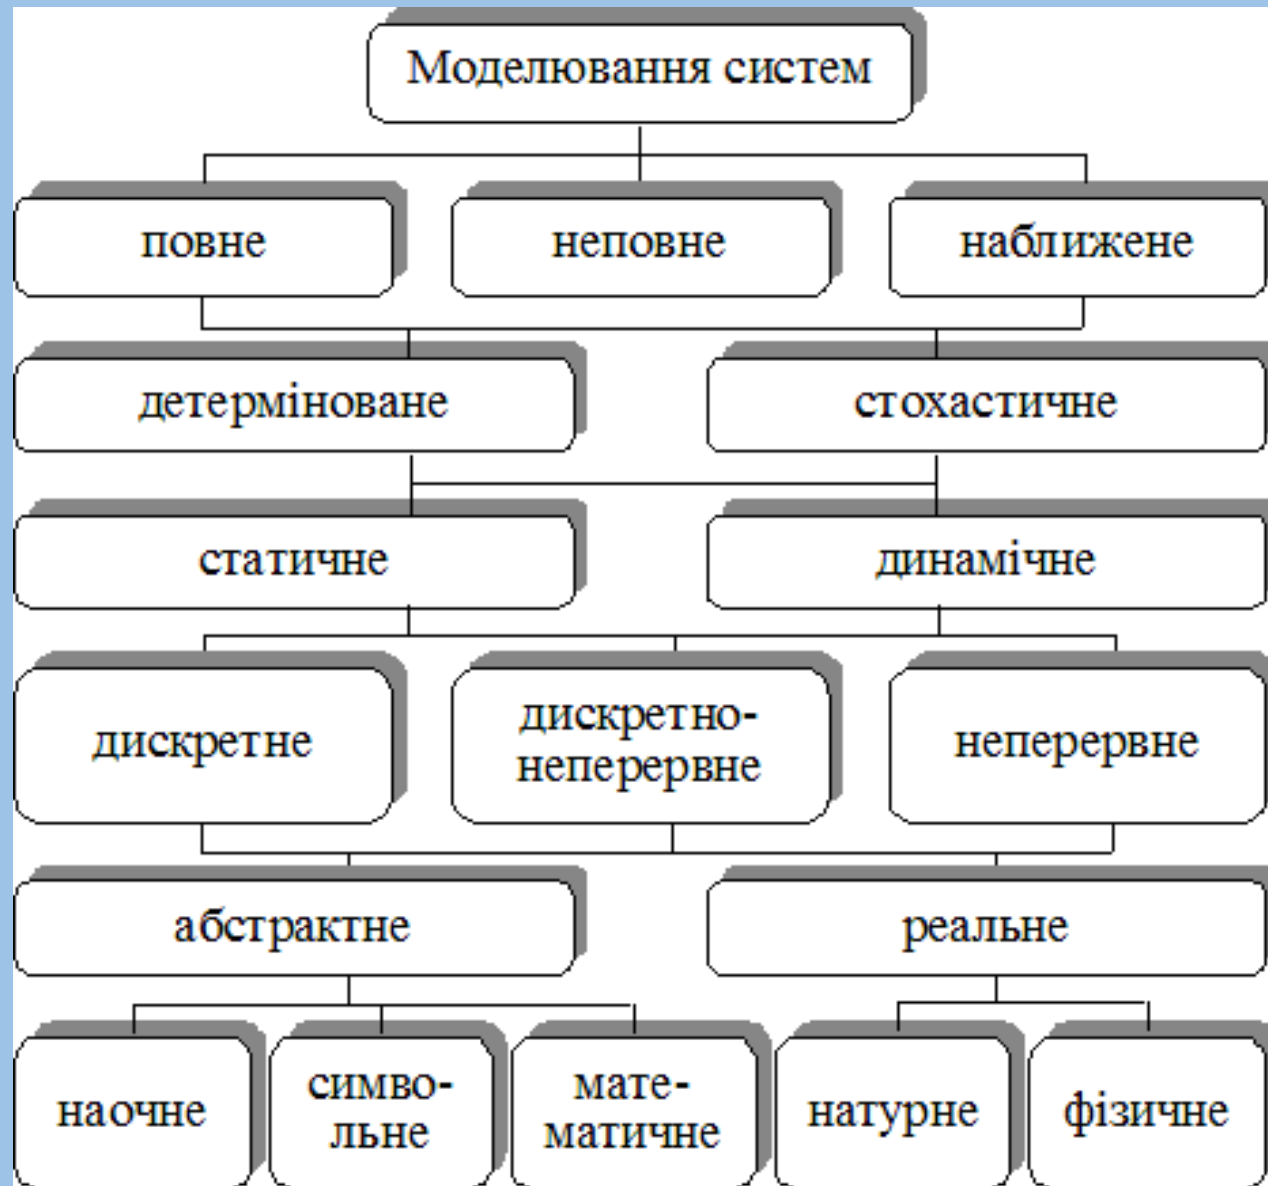 Моделювання систем
повне
неповне
наближене
детерміноване
стохастичне
статичне
динамічне
дискретне
дискретно-
неперервне
неперервне
абстрактне
реальне
наочне
симво-
льне
мате-
матичне
натурне
фізичне